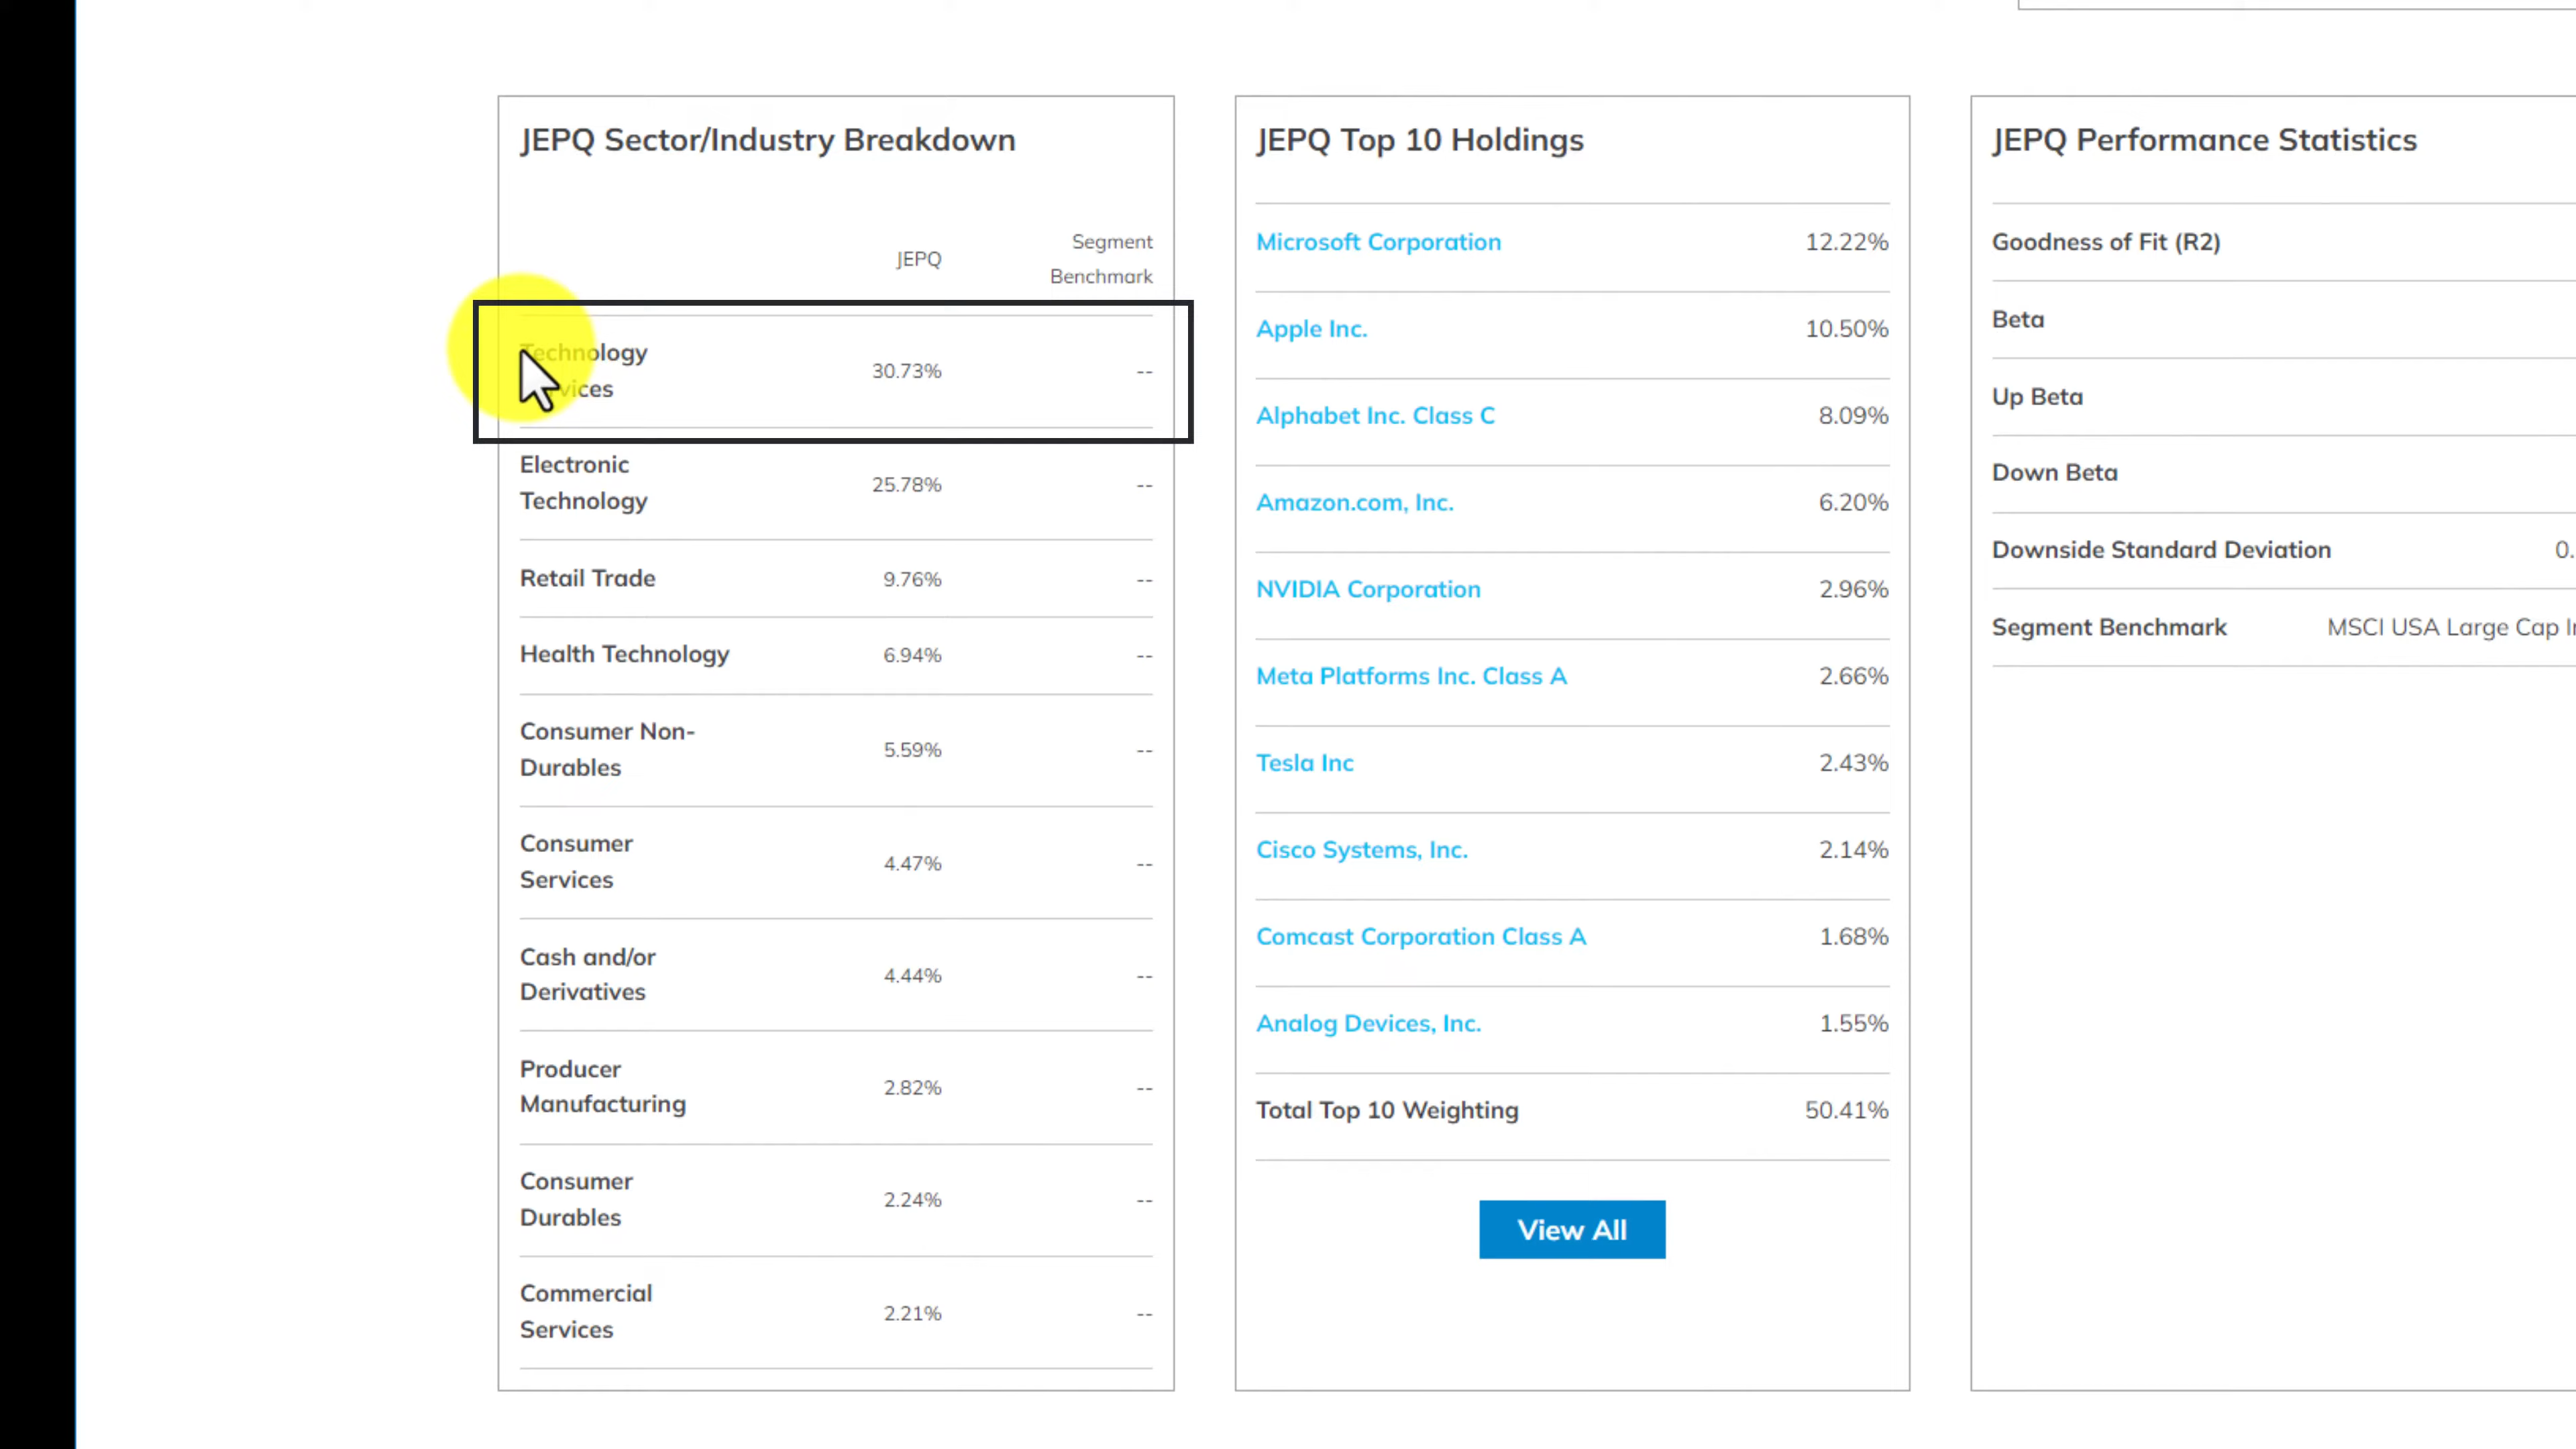 JEPQ Sector/Industry Breakdown
JEPQ
Segment
Benchmark
Technology
30.73%
--
Electronic
Technology
25.78%
--
Retail Trade
9.76%
--
Health Technology
6.94%
--
Consumer Non-
Durables
5.59%
--
Consumer
Services
4.47%
--
Cash and/or
Derivatives
4.44%
--
Producer
Manufacturing
2.82%
--
Consumer
Durables
2.24%
--
Commercial
Services
2.21%
--
JEPQ Top 10 Holdings
Microsoft Corporation 12.22%
Apple Inc. 10.50%
Alphabet Inc. Class C 8.09%
Amazon.com, Inc. 6.20%
NVIDIA Corporation 2.96%
Meta Platforms Inc. Class A 2.66%
Tesla Inc 2.43%
Cisco Systems, Inc. 2.14%
Comcast Corporation Class A 1.68%
Analog Devices, Inc. 1.55%
Total Top 10 Weighting 50.41%
View All
JEPQ Performance Statistics
Goodness of Fit (R2)
Beta
Up Beta
Down Beta
Downside Standard Deviation 0.
Segment Benchmark MSCI USA Large Cap